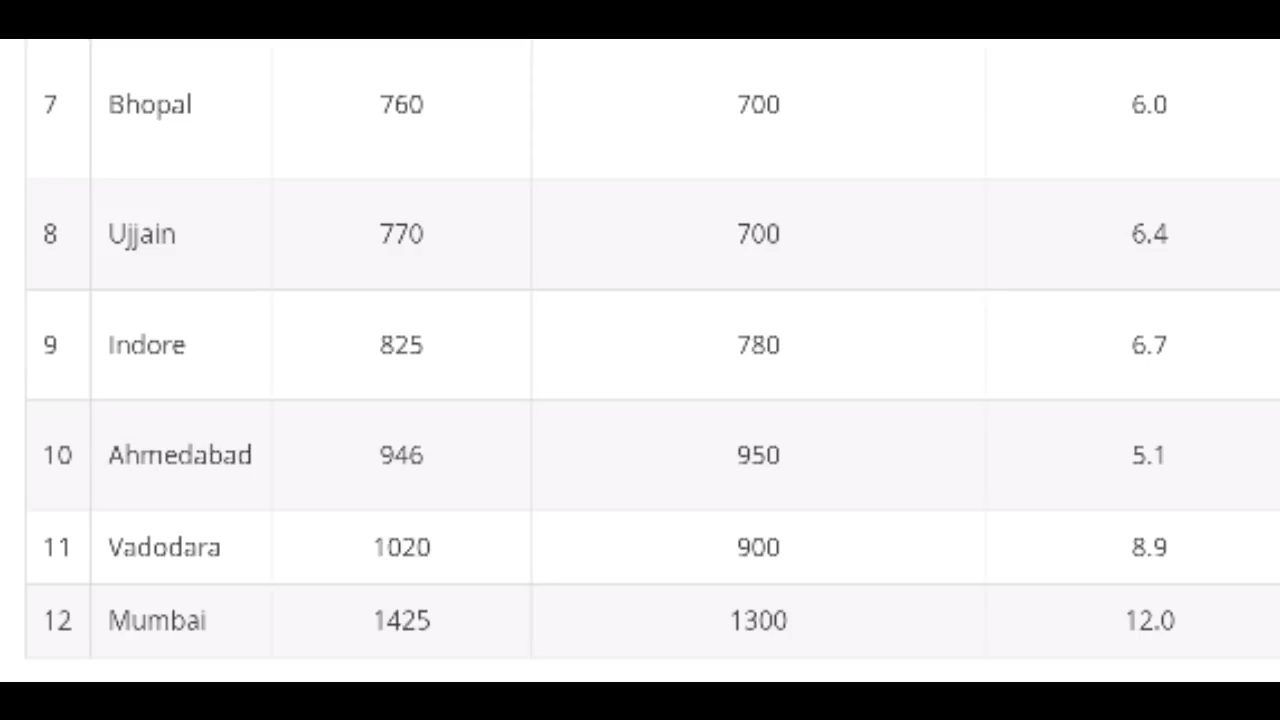 7 Bhopal 760 700 6.0
8 Ujjain 770 700 6.4
9 Indore 825 780 6.7
10 Ahmedabad 946 950 5.1
11 Vadodara 1020 900 8.9
12 Mumbai 1425 1300 12.0